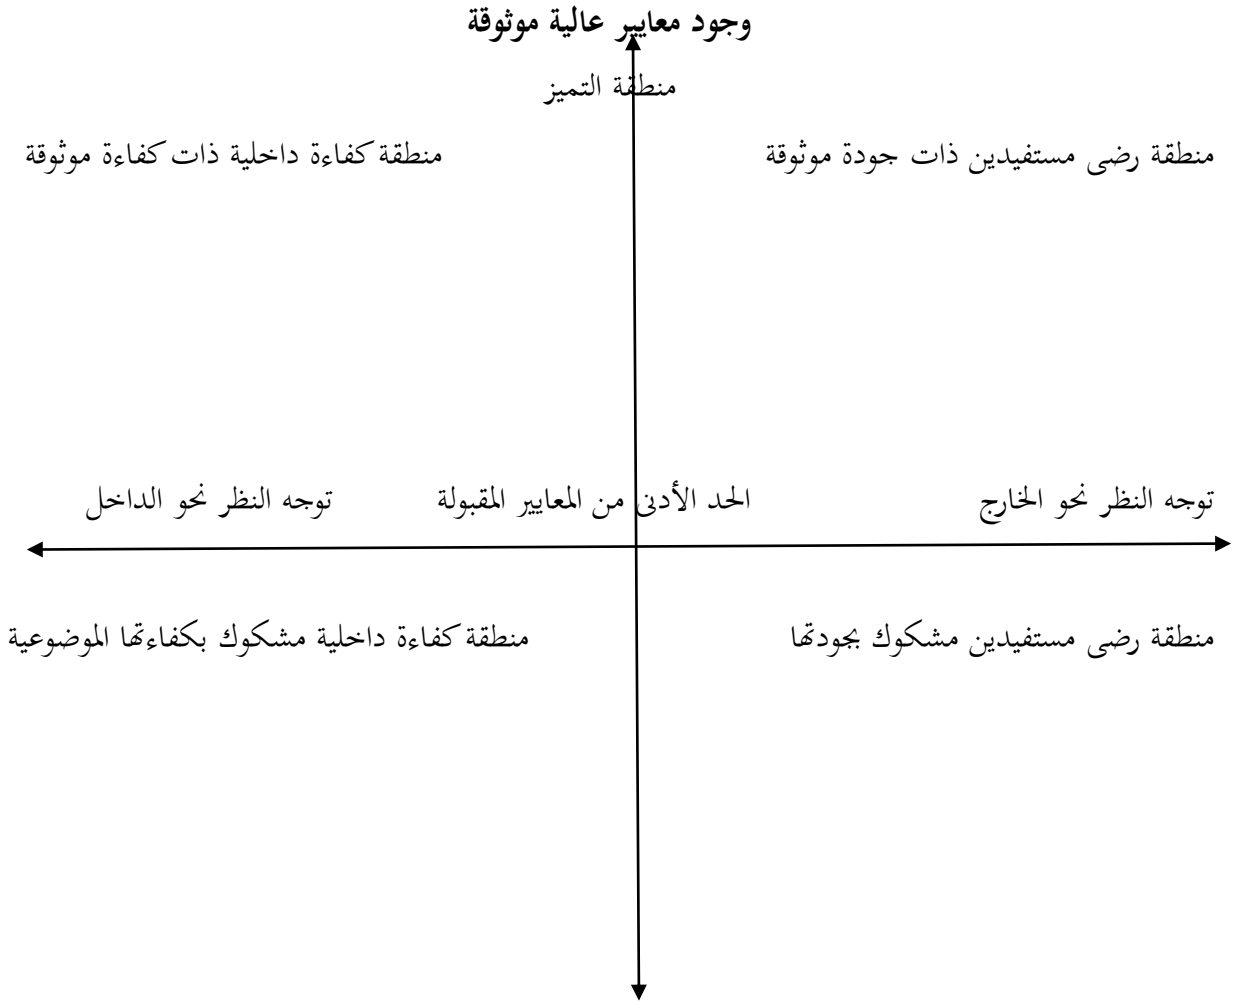 وجود معايير عالية موثوقة
منطقة التميز
منطقة رضى مستفيدين ذات جودة موثوقة
منطقة كفاءة داخلية ذات كفاءة موثوقة
توجه النظر نحو الخارج
الحد الأدنى من المعايير المقبولة
توجه النظر نحو الداخل
منطقة رضى مستفيدين مشكوك بجودتها
منطقة كفاءة داخلية مشكوك بكفاءتها الموضوعية